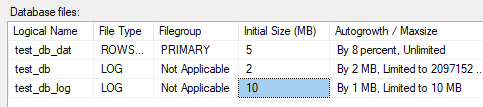 Database files:
Logical Name File Type Filegroup Initial Size (MB) Autogrowth / Maxsize
test_db_dat ROWS... PRIMARY 5 By 8 percent, Unlimited
test_db LOG Not Applicable 2 By 2 MB, Limited to 2097152 ...
test_db_log LOG Not Applicable 10 By 1 MB, Limited to 10 MB